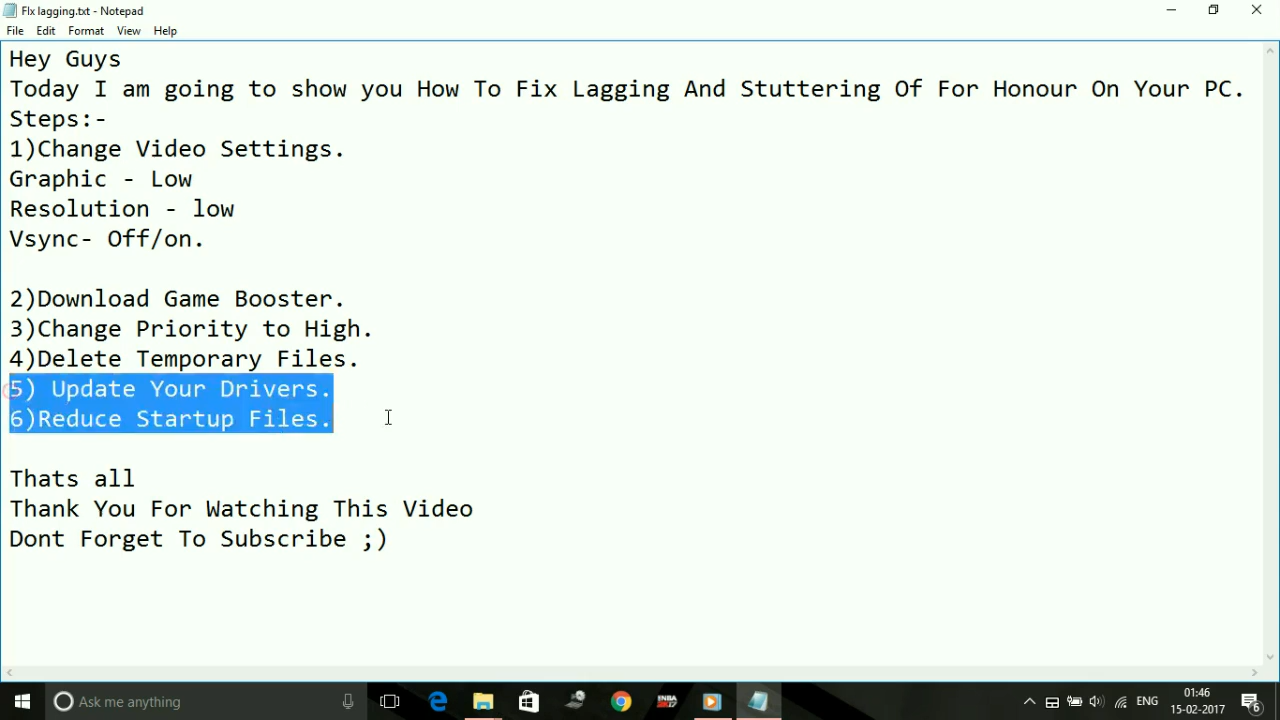 FIx lagging.txt - Notepad
File Edit Format View Help
Hey Guys
Today I am going to show you How To Fix Lagging And Stuttering Of For Honour On Your PC.
Steps:-
1)Change Video Settings.
Graphic - Low
Resolution - low
Vsync- Off/on.
2)Download Game Booster.
3)Change Priority to High.
4)Delete Temporary Files.
5) Update Your Drivers.
6)Reduce Startup Files.
Thats all
Thank You For Watching This Video
Dont Forget To Subscribe ;)
Ask me anything
ENG
01:46
15-02-2017
6